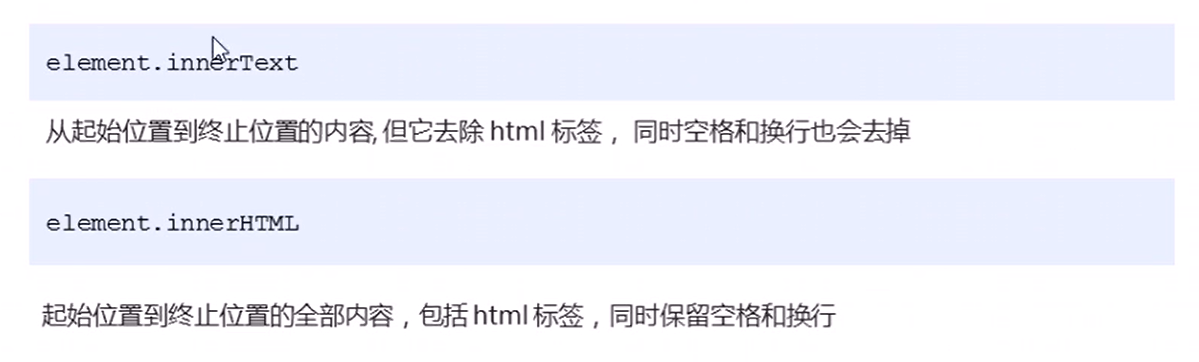 element.innerText
从起始位置到终止位置的内容, 但它去除 html 标签， 同时空格和换行也会去掉
element.innerHTML
起始位置到终止位置的全部内容，包括 html 标签，同时保留空格和换行